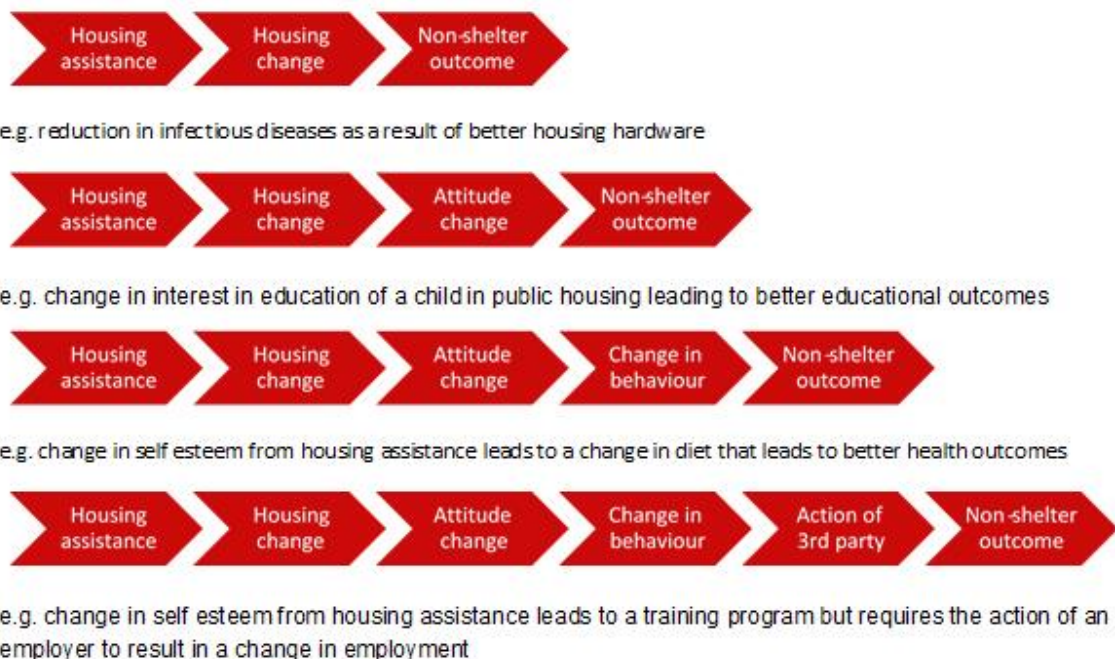 Housing assistance
Housing change
Non-shelter outcome
e.g. reduction in infectious diseases as a result of better housing hardware
Housing assistance
Housing change
Attitude change
Non-shelter outcome
e.g. change in interest in education of a child in public housing leading to better educational outcomes
Housing assistance
Housing change
Attitude change
Change in behaviour
Non-shelter outcome
e.g. change in self esteem from housing assistance leads to a change in diet that leads to better health outcomes
Housing assistance
Housing change
Attitude change
Change in behaviour
Action of 3rd party
Non-shelter outcome
e.g. change in self esteem from housing assistance leads to a training program but requires the action of an
employer to result in a change in employment